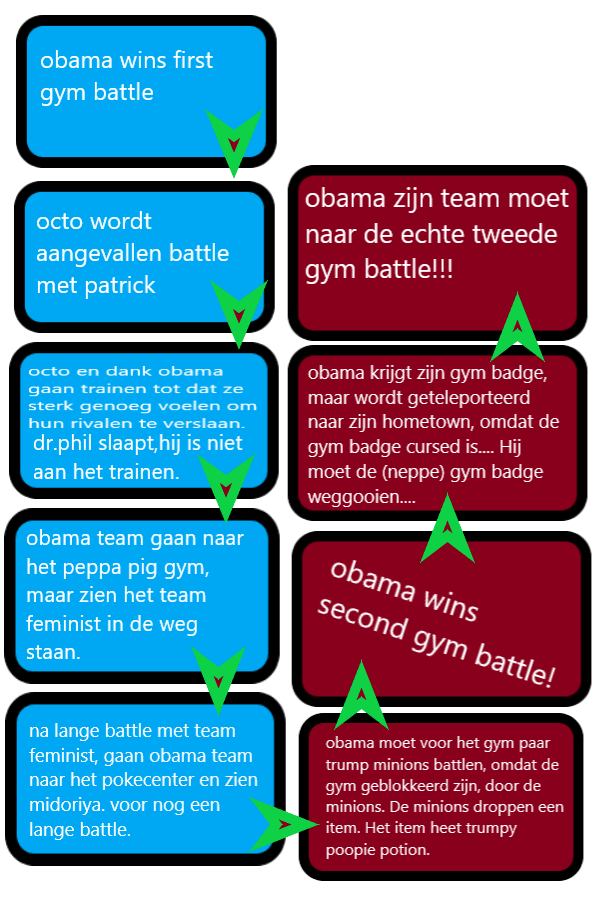 obama wins first
gym battle
octo wordt
aangevallen battle
met patrick
octo en dank obama
gaan trainen tot dat ze
sterk genoeg voelen om
hun rivalen te verslaan.
dr.phil slaapt,hij is niet
aan het trainen.
obama team gaan naar
het peppa pig gym,
maar zien het team
feminist in de weg
staan.
na lange battle met team
feminist, gaan obama team
naar het pokecenter en zien
midoriya. voor nog een
lange battle.
obama moet voor het gym paar
trump minions battlen, omdat de
gym geblokkeerd zijn, door de
minions. De minions droppen een
item. Het item heet trumpy
poopie potion.
obama wins
second gym battle!
obama krijgt zijn gym badge,
maar wordt geteleporteerd
naar zijn hometown, omdat de
gym badge cursed is.... Hij
moet de (neppe) gym badge
weggooien....
obama zijn team moet
naar de echte tweede
gym battle!!!